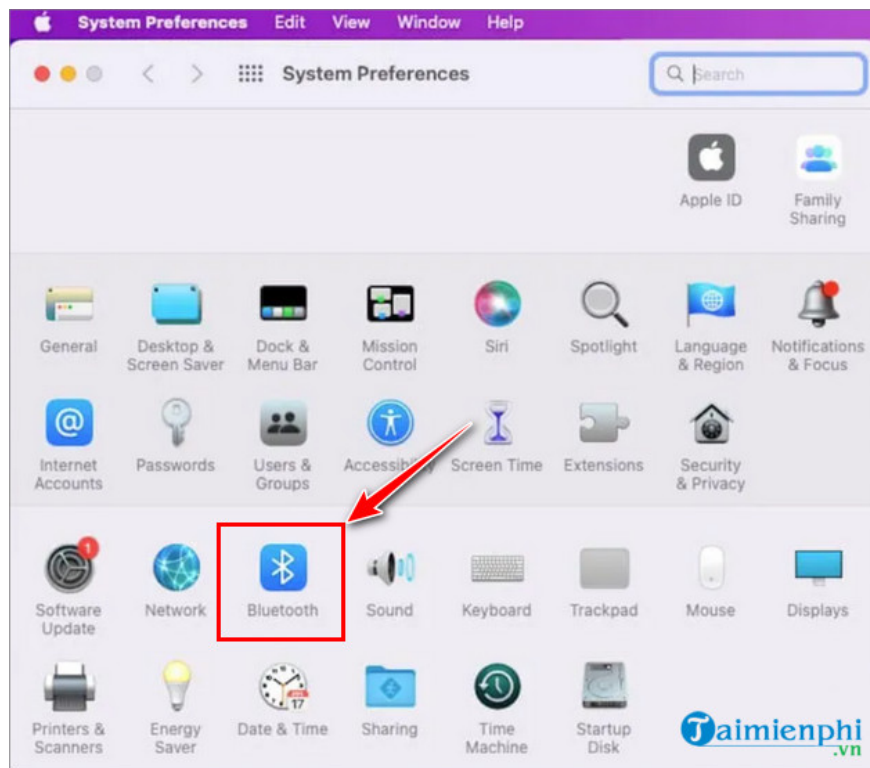 System Preferences Edit View Window Help
System Preferences Search
Apple ID Family
Sharing
General Desktop & Dock & Mission Siri Spotlight Language Notifications
Screen Saver Menu Bar Control & Region & Focus
Internet Passwords Users & Accessibility Screen Time Extensions Security
Accounts Groups & Privacy
1
Software Network Bluetooth Sound Keyboard Trackpad Mouse Displays
Update
17
Printers & Energy Date & Time Sharing Time Startup
Scanners Saver Machine Disk
Taimienphi
.vn